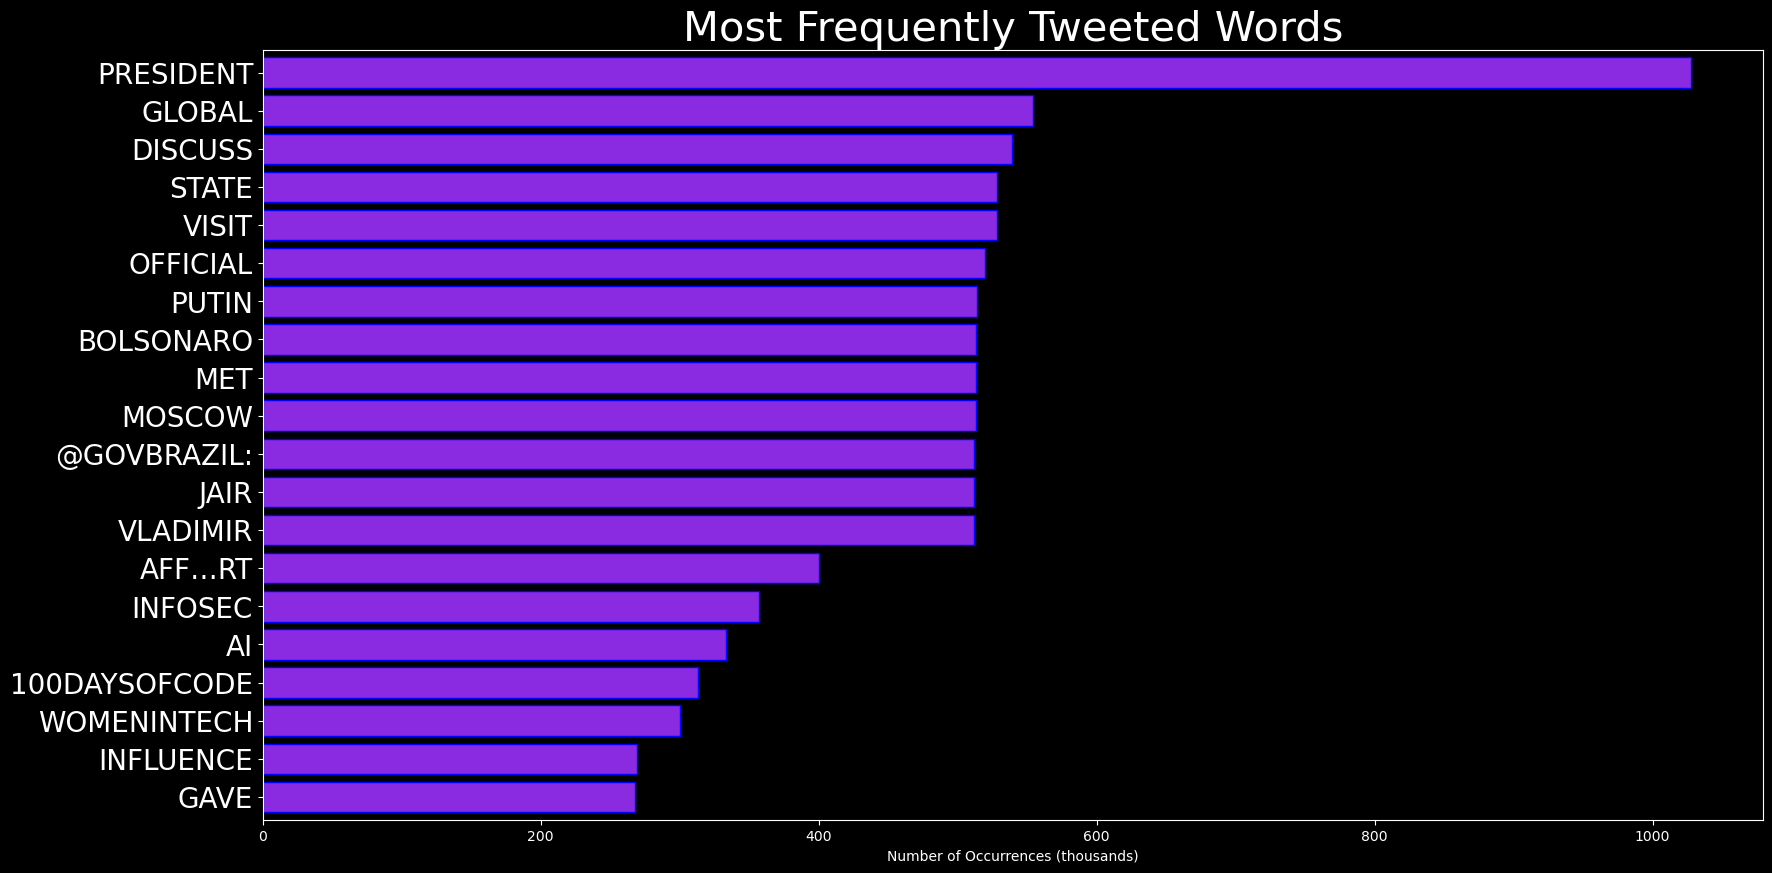 Most Frequently Tweeted Words
PRESIDENT
GLOBAL
DISCUSS
STATE
VISIT
OFFICIAL
PUTIN
BOLSONARO
MET
MOSCOW
@GOVBRAZIL:
JAIR
VLADIMIR
AFF…RT
INFOSEC
AI
100DAYSOFCODE
WOMENINTECH
INFLUENCE
GAVE
0 200 400 600 800 1000
Number of Occurrences (thousands)